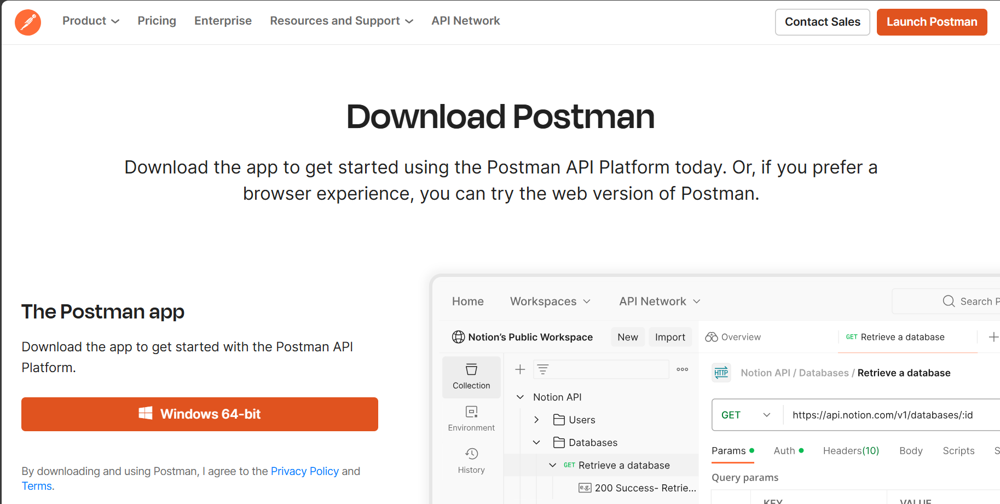 Product
Pricing
Enterprise
Resources and Support
API Network
Contact Sales
Launch Postman
Download Postman
Download the app to get started using the Postman API Platform today. Or, if you prefer a
browser experience, you can try the web version of Postman.
The Postman app
Download the app to get started with the Postman API
Platform.
Windows 64-bit
By downloading and using Postman, I agree to the Privacy Policy and
Terms.
Home
Workspaces
API Network
Search P
Notion’s Public Workspace
New
Import
Overview
GET Retrieve a database
Collection
Environment
History
Notion API
Users
Databases
GET Retrieve a database
e.g. 200 Success- Retrie...
HTTP
Notion API / Databases / Retrieve a database
GET
https://api.notion.com/v1/databases/:id
Params
Auth
Headers(10)
Body
Scripts
S
Query params
KEY
VALUE